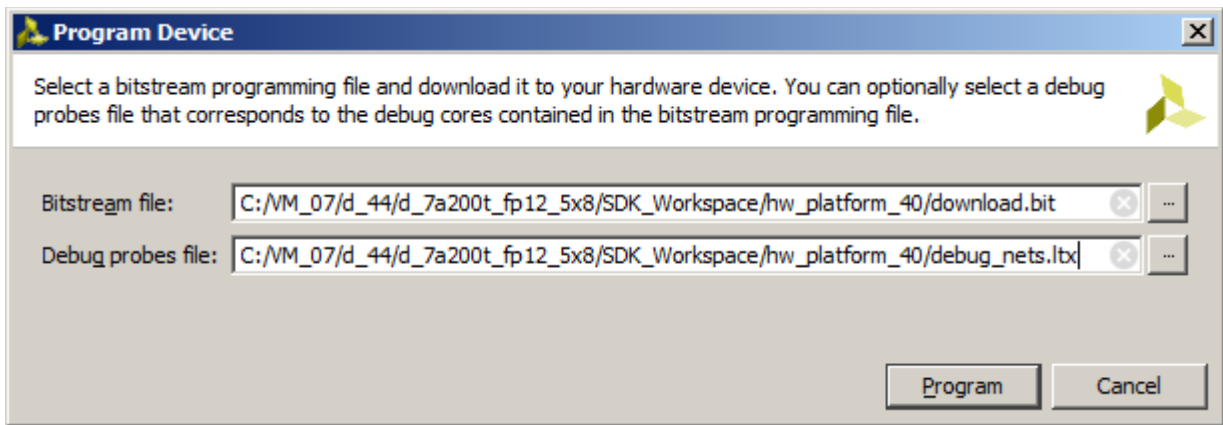 Program Device
Select a bitstream programming file and download it to your hardware device. You can optionally select a debug
probes file that corresponds to the debug cores contained in the bitstream programming file.
Bitstream file: C:/VM_07/d_44/d_7a200t_fp12_5x8/SDK_Workspace/hw_platform_40/download.bit ...
Debug probes file: C:/VM_07/d_44/d_7a200t_fp12_5x8/SDK_Workspace/hw_platform_40/debug_nets.ltx ...
Program Cancel